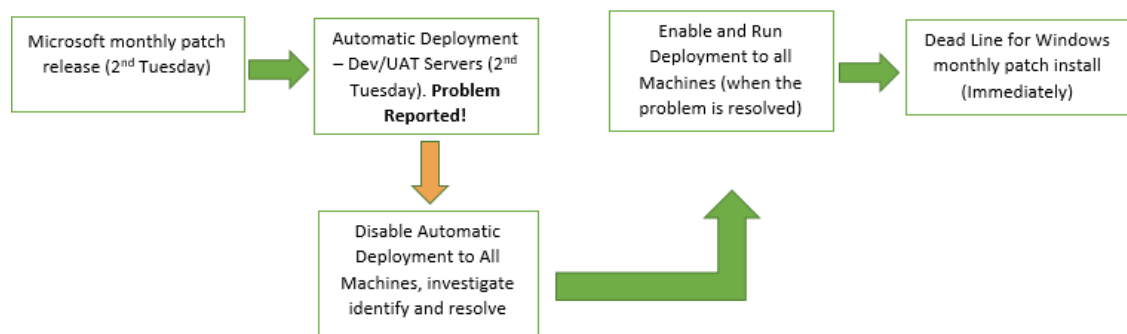 Microsoft monthly patch
release (2nd Tuesday)
Automatic Deployment
– Dev/UAT Servers (2nd
Tuesday). Problem
Reported!
Disable Automatic
Deployment to All
Machines, investigate
identify and resolve
Enable and Run
Deployment to all
Machines (when the
problem is resolved)
Dead Line for Windows
monthly patch install
(Immediately)